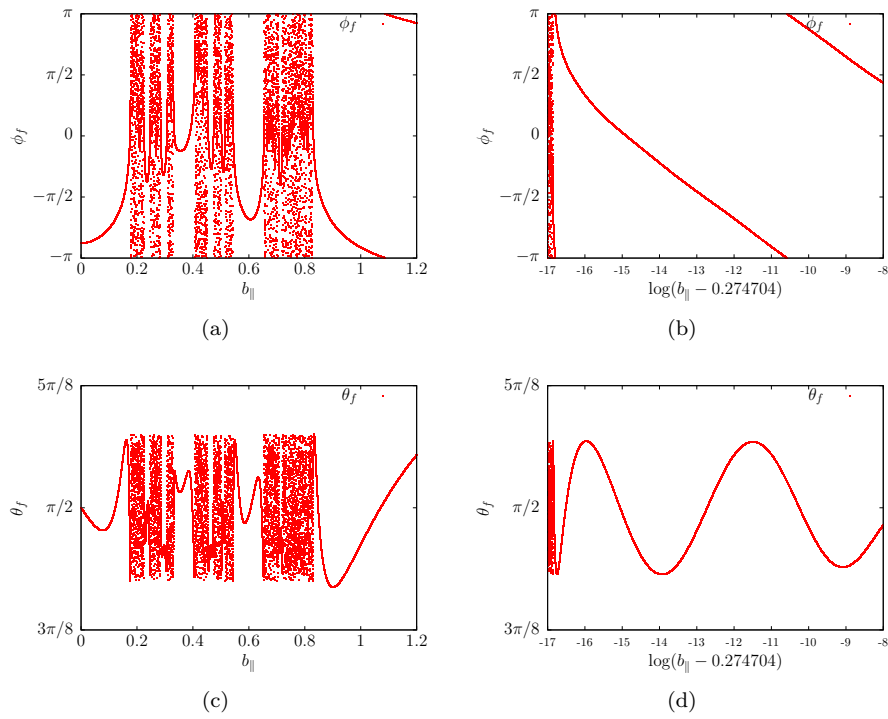 π
π/2
0
−π/2
−π
ϕf
ϕf
0
0.2
0.4
0.6
0.8
1
1.2
b∥
(a)
π
π/2
0
−π/2
−π
ϕf
ϕf
-17
-16
-15
-14
-13
-12
-11
-10
-9
-8
log(b∥ − 0.274704)
(b)
5π/8
π/2
3π/8
θf
θf
0
0.2
0.4
0.6
0.8
1
1.2
b∥
(c)
5π/8
π/2
3π/8
θf
θf
-17
-16
-15
-14
-13
-12
-11
-10
-9
-8
log(b∥ − 0.274704)
(d)